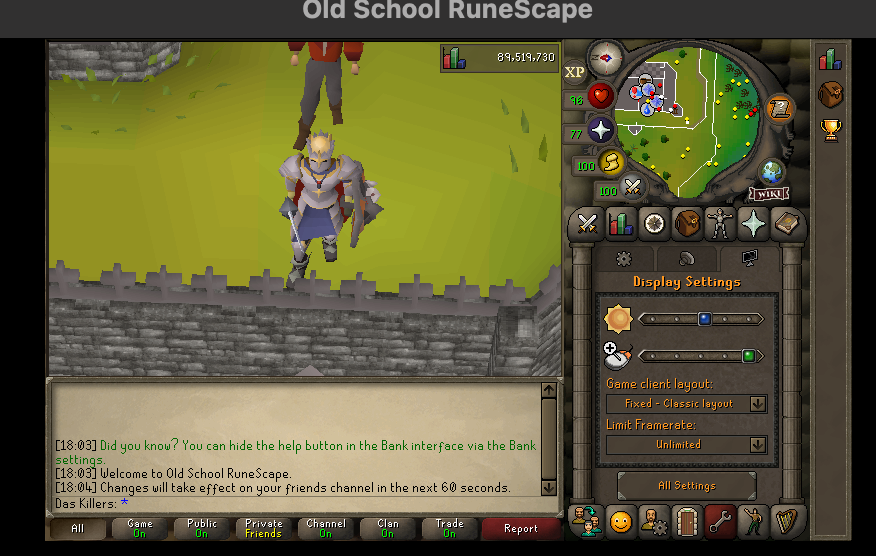 Old School RuneScape
89,519,730
XP
96
77
100
100
WIKI
Display Settings
Game client layout:
Fixed - Classic layout
Limit Framerate:
Unlimited
All Settings
[18:03] Did you know? You can hide the help button in the Bank interface via the Bank
settings.
[18:03] Welcome to Old School RuneScape.
[18:04] Changes will take effect on your friends channel in the next 60 seconds.
Das Killers: *
All
Game
On
Public
On
Private
Friends
Channel
On
Clan
On
Trade
On
Report